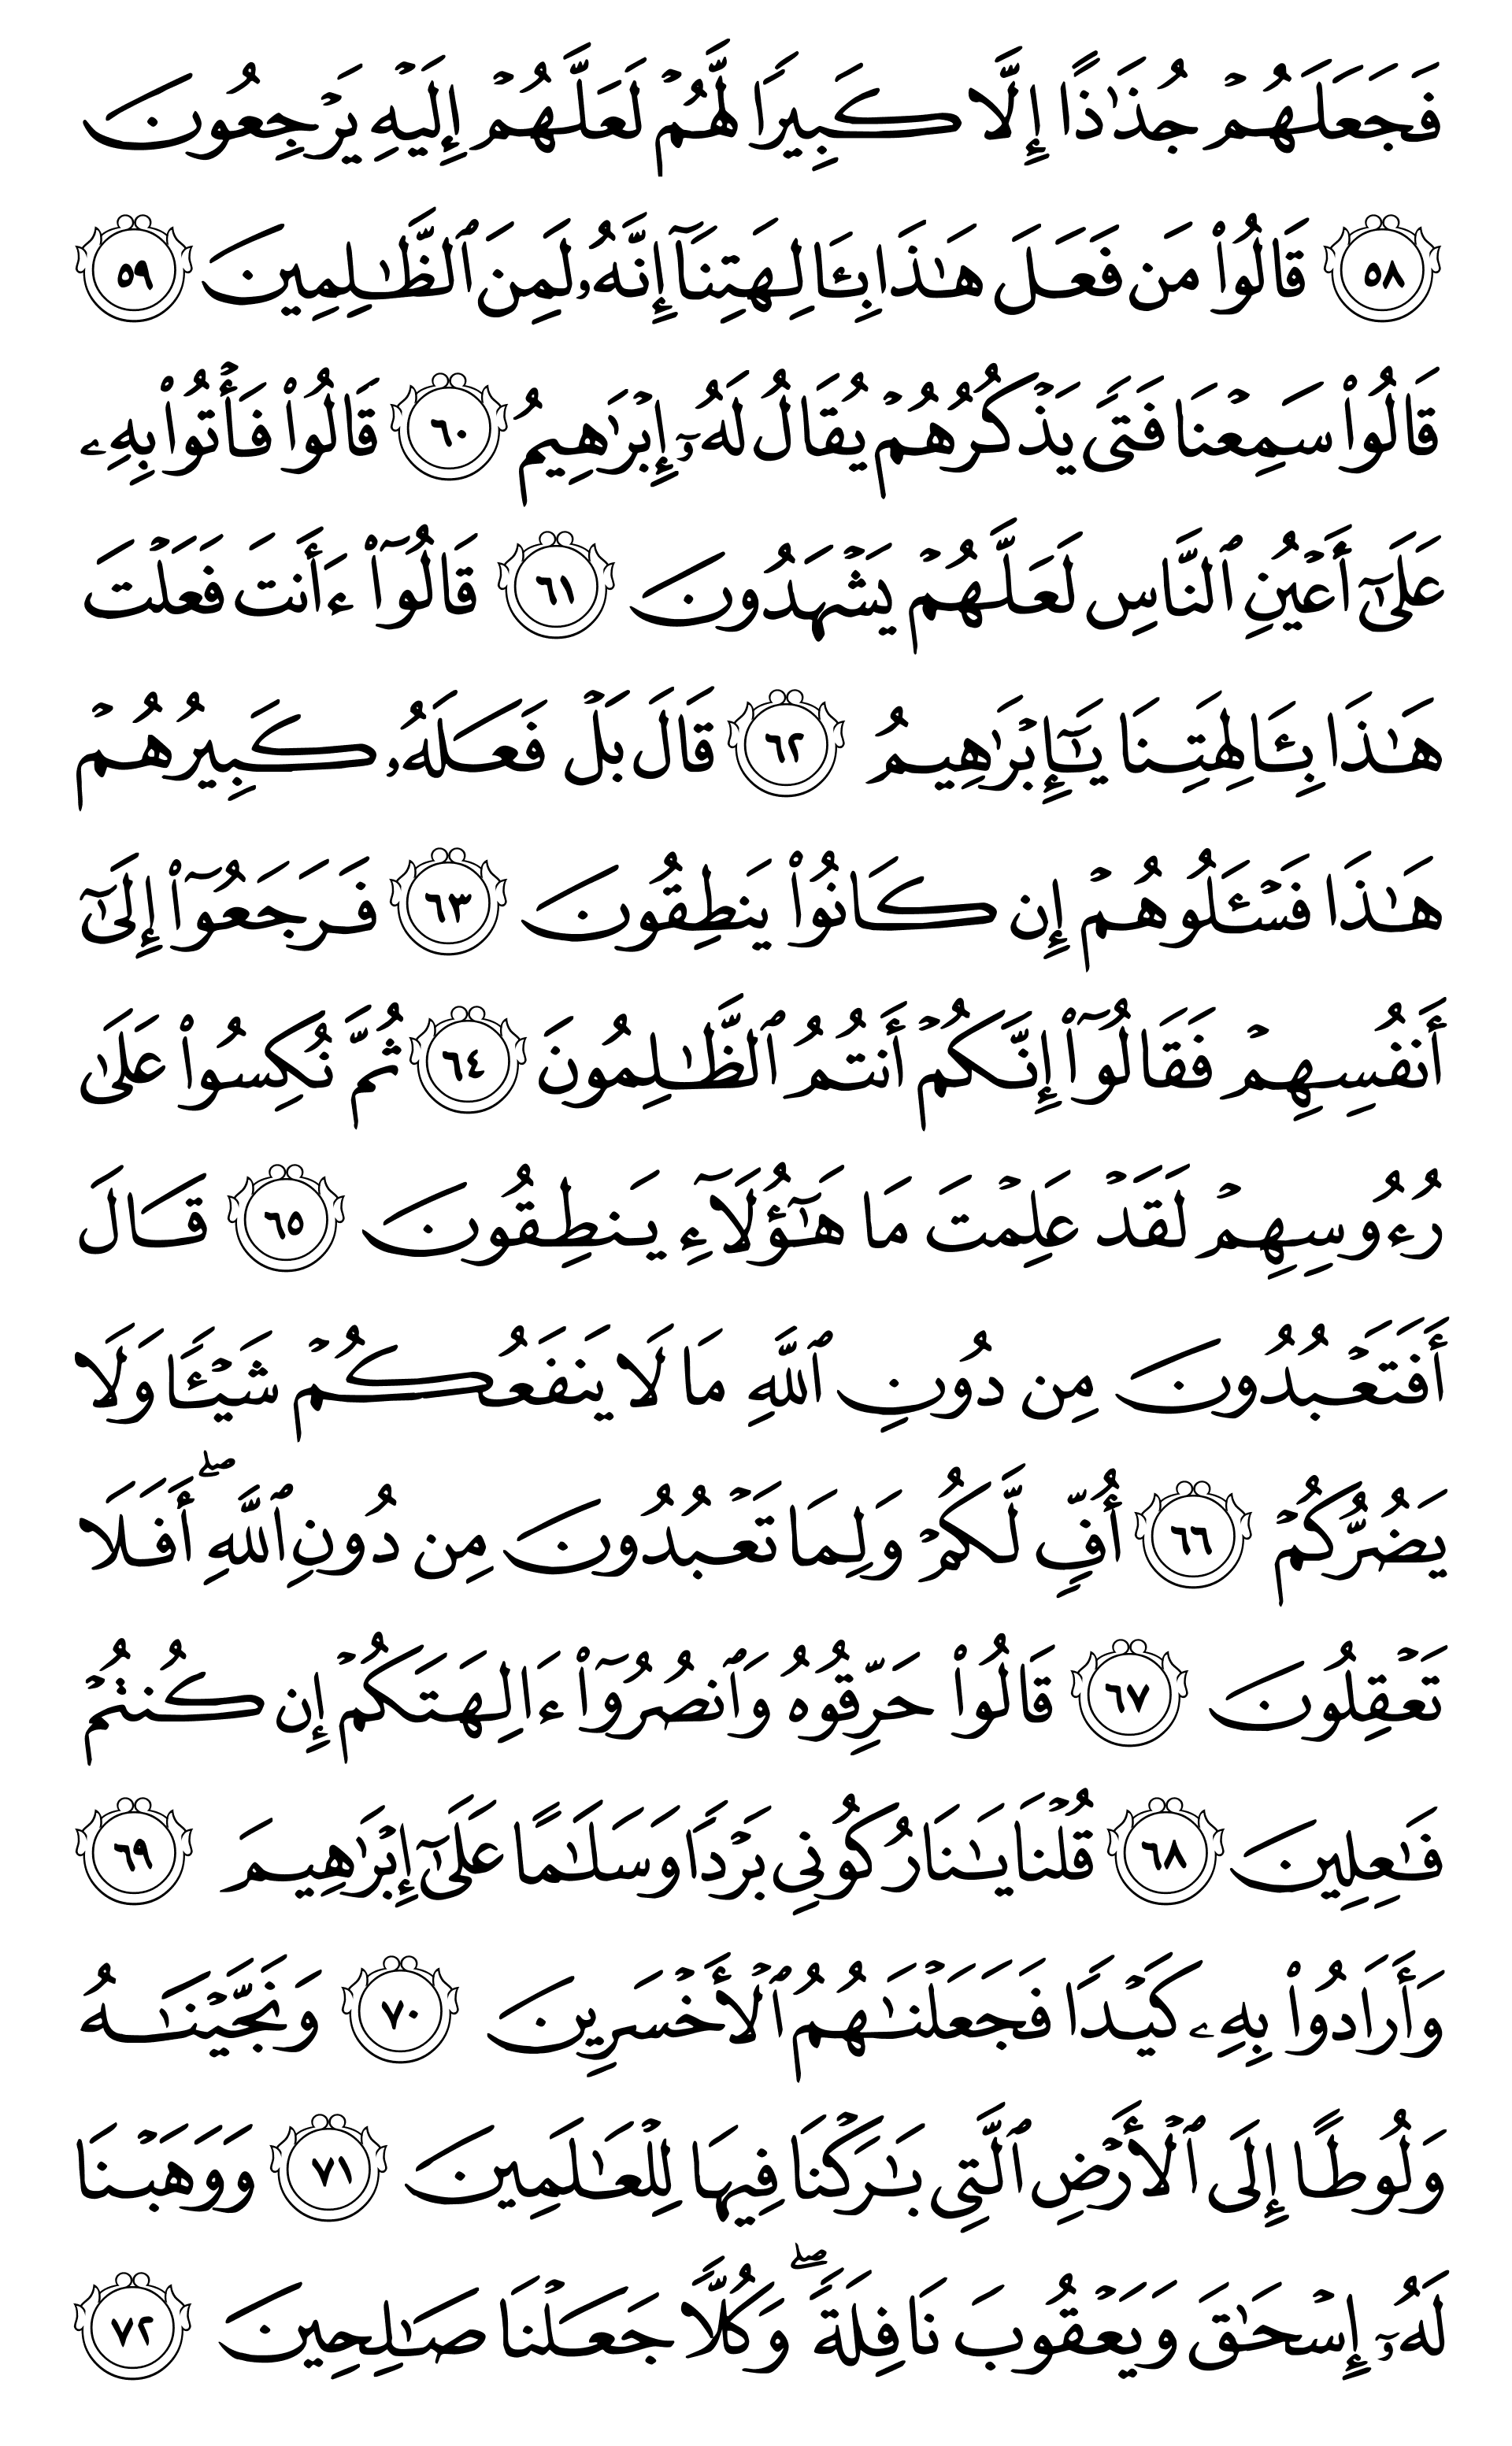 فَجَعَلَهُمْ جُذَٰذًا إِلَّا كَبِيرًا لَّهُمْ لَعَلَّهُمْ إِلَيْهِ يَرْجِعُونَ
٥٨ قَالُوا۟ مَن فَعَلَ هَٰذَا بِـَٔالِهَتِنَآ إِنَّهُۥ لَمِنَ ٱلظَّٰلِمِينَ ٥٩
قَالُوا۟ سَمِعْنَا فَتًى يَذْكُرُهُمْ يُقَالُ لَهُۥٓ إِبْرَٰهِيمُ ٦٠ قَالُوا۟ فَأْتُوا۟ بِهِۦ
عَلَىٰٓ أَعْيُنِ ٱلنَّاسِ لَعَلَّهُمْ يَشْهَدُونَ ٦١ قَالُوٓا۟ ءَأَنتَ فَعَلْتَ
هَٰذَا بِـَٔالِهَتِنَا يَٰٓإِبْرَٰهِيمُ ٦٢ قَالَ بَلْ فَعَلَهُۥ كَبِيرُهُمْ
هَٰذَا فَسْـَٔلُوهُمْ إِن كَانُوا۟ يَنطِقُونَ ٦٣ فَرَجَعُوٓا۟ إِلَىٰٓ
أَنفُسِهِمْ فَقَالُوٓا۟ إِنَّكُمْ أَنتُمُ ٱلظَّٰلِمُونَ ٦٤ ثُمَّ نُكِسُوا۟ عَلَىٰ
رُءُوسِهِمْ لَقَدْ عَلِمْتَ مَا هَٰٓؤُلَآءِ يَنطِقُونَ ٦٥ قَالَ
أَفَتَعْبُدُونَ مِن دُونِ ٱللَّهِ مَا لَا يَنفَعُكُمْ شَيْـًٔا وَلَا
يَضُرُّكُمْ ٦٦ أُفٍّ لَّكُمْ وَلِمَا تَعْبُدُونَ مِن دُونِ ٱللَّهِ ۖ أَفَلَا
تَعْقِلُونَ ٦٧ قَالُوا۟ حَرِّقُوهُ وَٱنصُرُوٓا۟ ءَالِهَتَكُمْ إِن كُنتُمْ
فَٰعِلِينَ ٦٨ قُلْنَا يَٰنَارُ كُونِى بَرْدًا وَسَلَٰمًا عَلَىٰٓ إِبْرَٰهِيمَ ٦٩
وَأَرَادُوا۟ بِهِۦ كَيْدًا فَجَعَلْنَٰهُمُ ٱلْأَخْسَرِينَ ٧٠ وَنَجَّيْنَٰهُ
وَلُوطًا إِلَى ٱلْأَرْضِ ٱلَّتِى بَٰرَكْنَا فِيهَا لِلْعَٰلَمِينَ ٧١ وَوَهَبْنَا
لَهُۥٓ إِسْحَٰقَ وَيَعْقُوبَ نَافِلَةً ۖ وَكُلًّا جَعَلْنَا صَٰلِحِينَ ٧٢